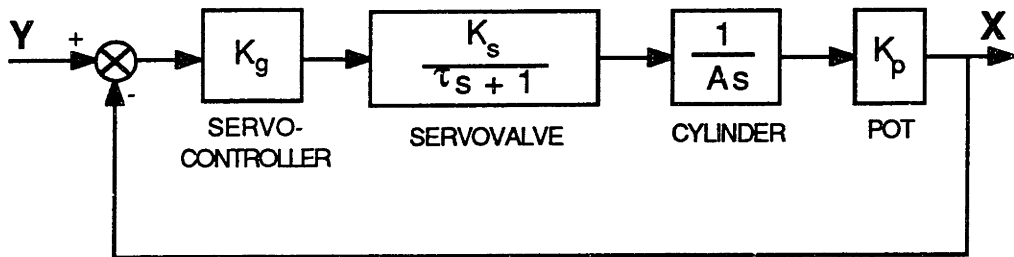 Y
+
-
K_g
SERVO-
CONTROLLER
K_s
τs + 1
SERVOVALVE
1
As
CYLINDER
K_p
POT
X